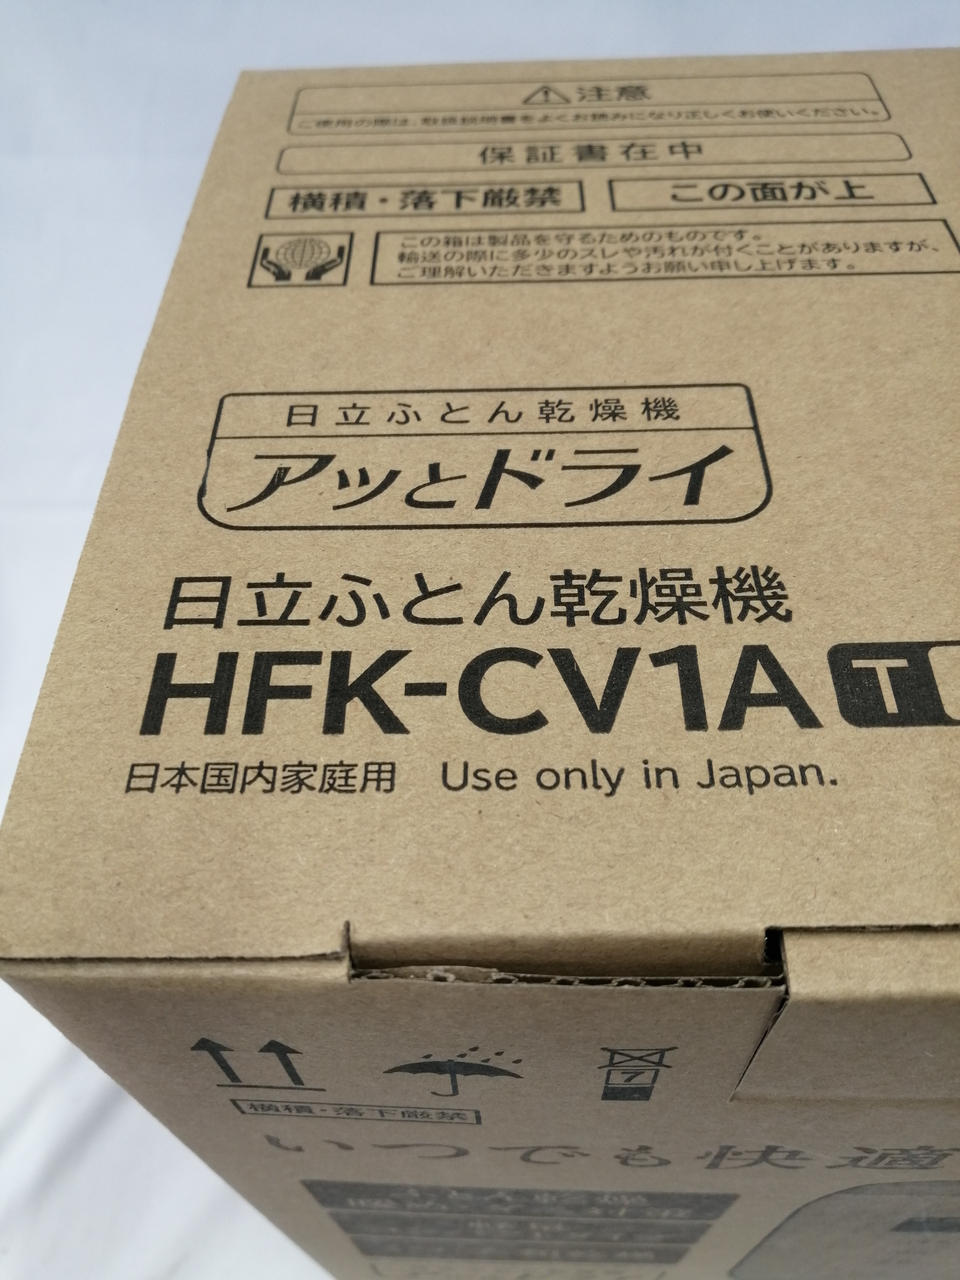 注意
ご使用の際は、取扱説明書をよくお読みになり正しくお使いください。
保証書在中
横積・落下厳禁
この面が上
この箱は製品を守るためのものです。
輸送の際に多少のスレや汚れが付くことがありますが、
ご理解いただきますようお願い申し上げます。
日立ふとん乾燥機
アッとドライ
日立ふとん乾燥機
HFK-CV1A T
日本国内家庭用 Use only in Japan.
7
横積・落下厳禁
いつでも快適